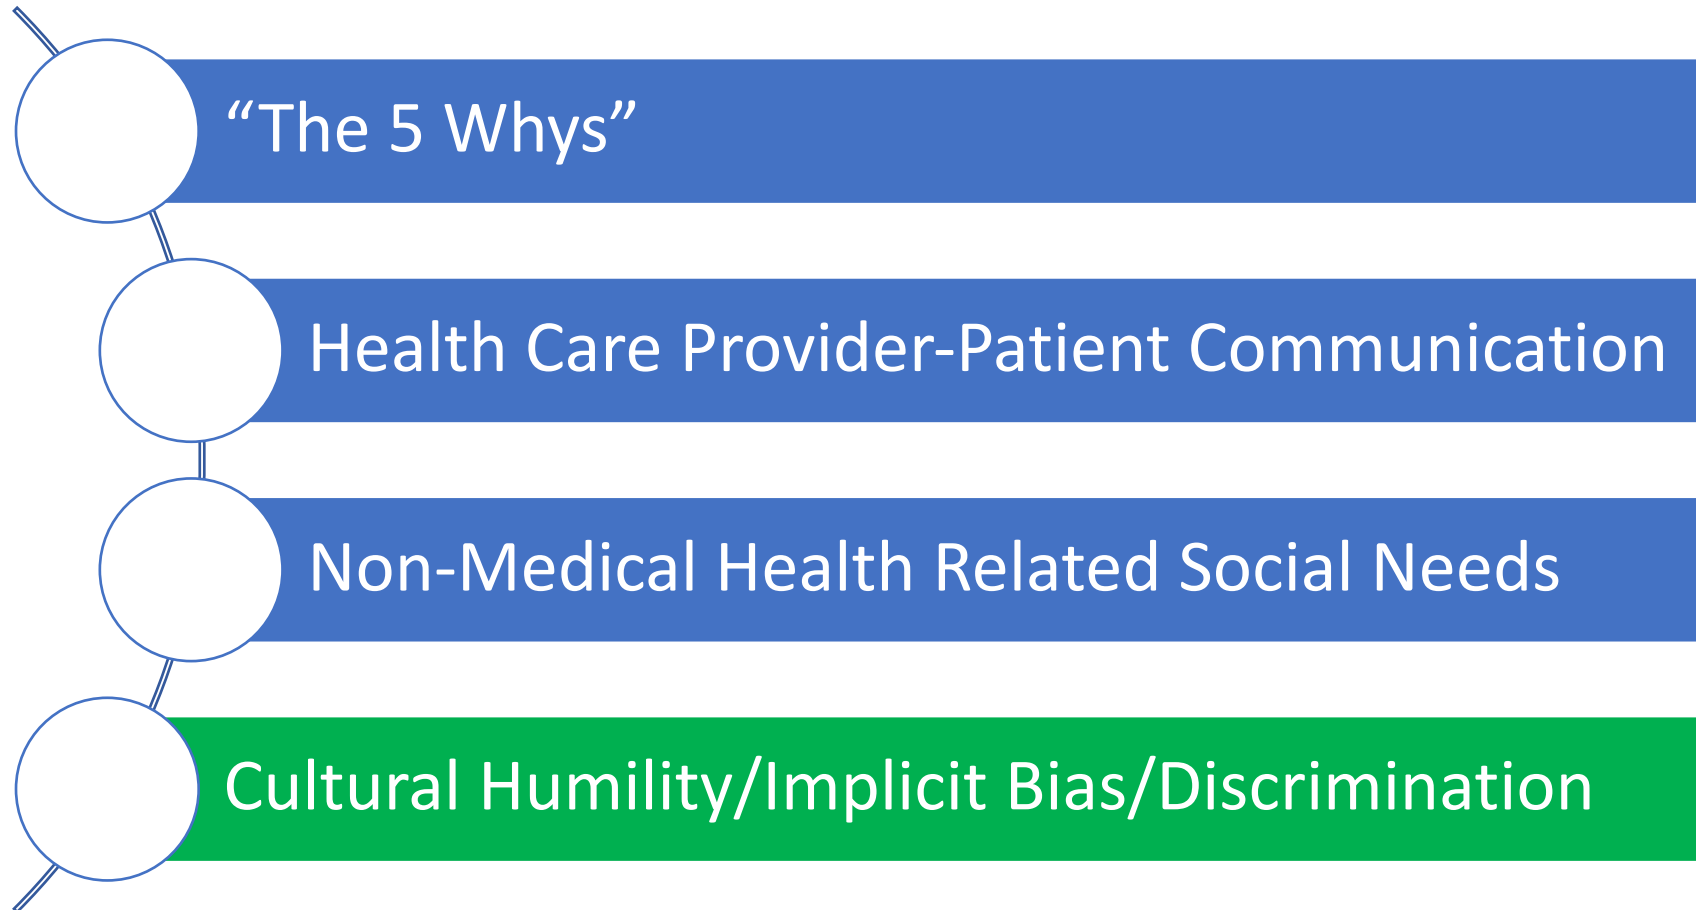 “The 5 Whys”
Health Care Provider-Patient Communication
Non-Medical Health Related Social Needs
Cultural Humility/Implicit Bias/Discrimination